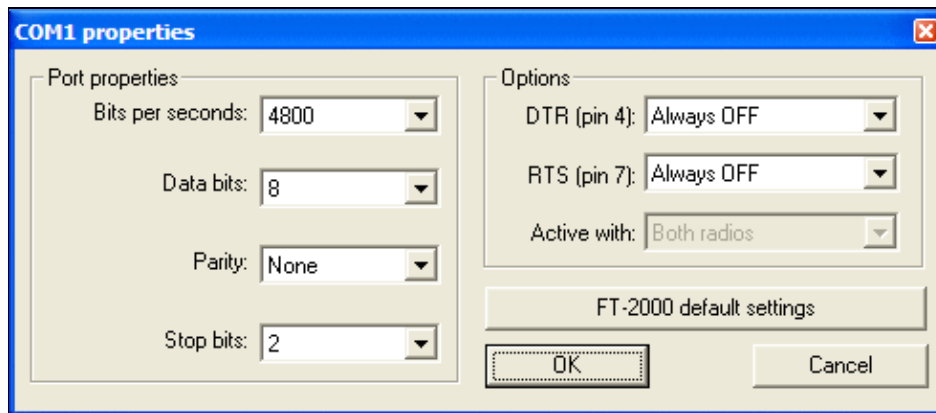 COM1 properties
Port properties
Bits per seconds: 4800
Data bits: 8
Parity: None
Stop bits: 2
Options
DTR (pin 4): Always OFF
RTS (pin 7): Always OFF
Active with: Both radios
FT-2000 default settings
OK Cancel